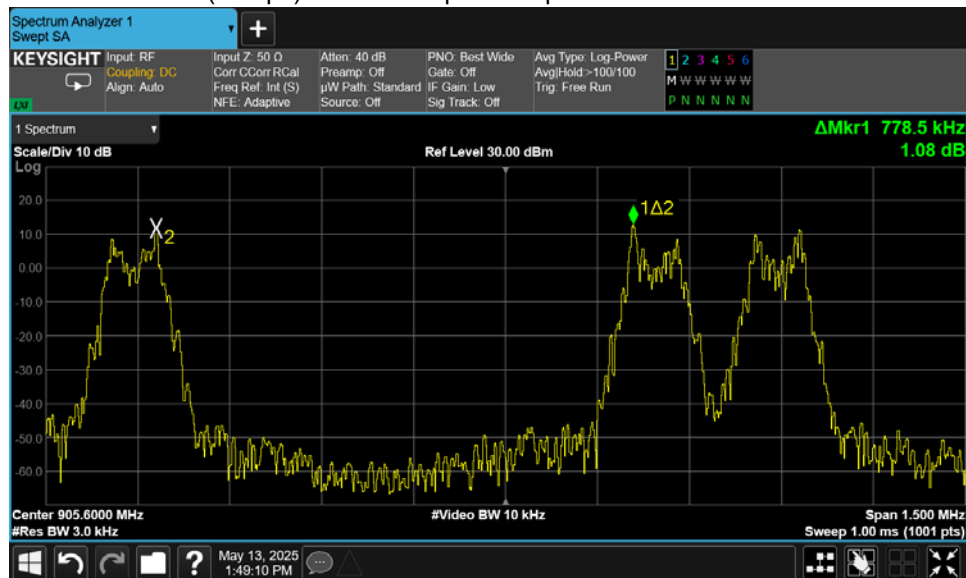 Spectrum Analyzer 1
Swept SA
+
KEYSIGHT Input: RF Input Z: 50 Ω Atten: 40 dB PNO: Best Wide Avg Type: Log-Power 1 2 3 4 5 6
Coupling: DC Corr CCorr RCal Preamp: Off Gate: Off Avg|Hold:>100/100 M W W W W W
Align: Auto Freq Ref: Int (S) µW Path: Standard IF Gain: Low Trig: Free Run
LXI NFE: Adaptive Source: Off Sig Track: Off P N N N N N
1 Spectrum ΔMkr1 778.5 kHz
Scale/Div 10 dB Ref Level 30.00 dBm 1.08 dB
Log
20.0
1Δ2
X2
10.0
0.00
-10.0
-20.0
-30.0
-40.0
-50.0
-60.0
Center 905.6000 MHz #Video BW 10 kHz Span 1.500 MHz
#Res BW 3.0 kHz Sweep 1.00 ms (1001 pts)
? May 13, 2025
1:49:10 PM